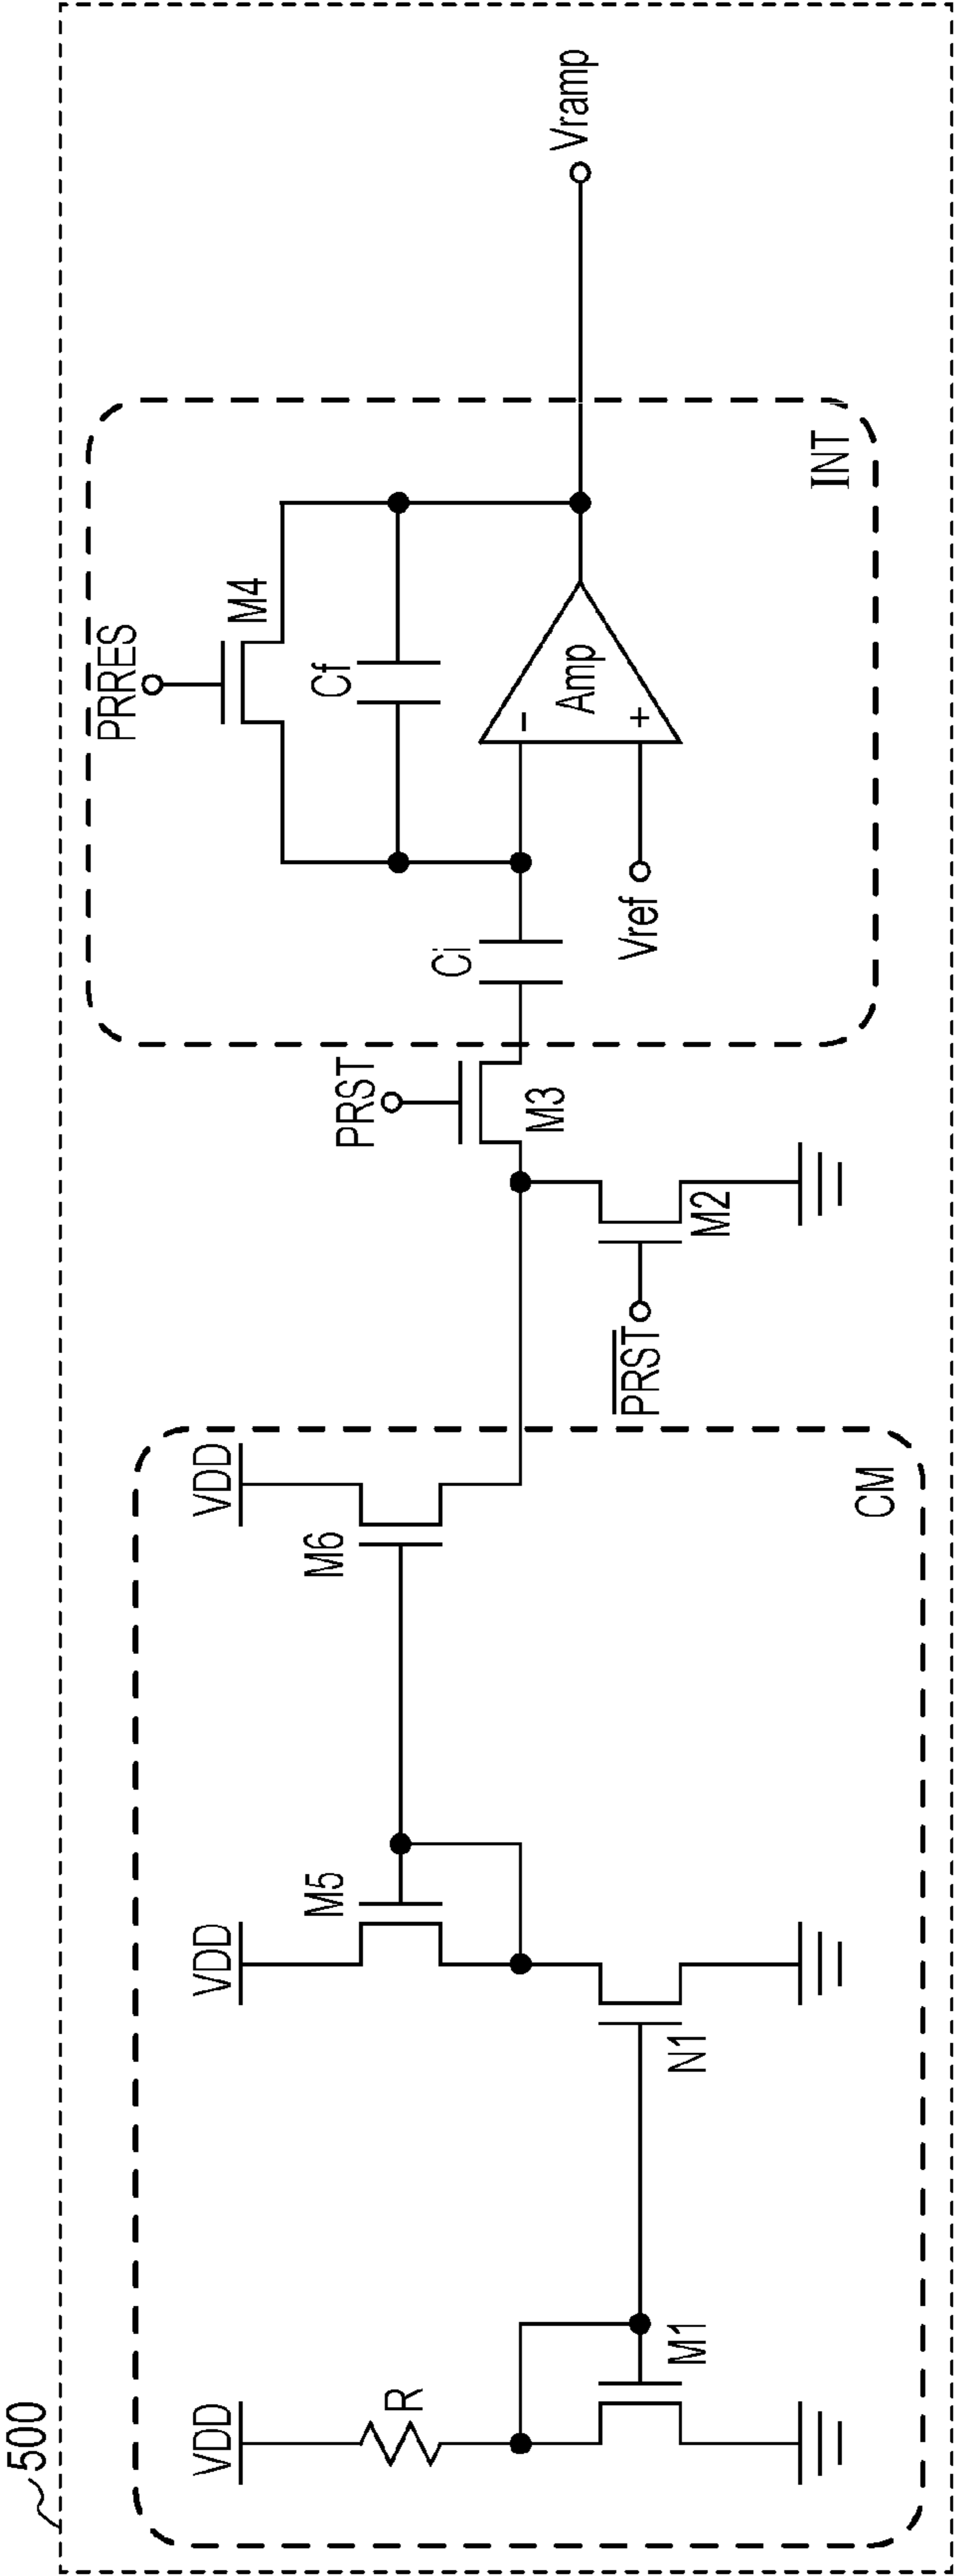 500
VDD
R
M1
VDD
M5
N1
VDD
M6
CM
PRST
M2
PRST
M3
Ci
Vref
PRRES
M4
Cf
Amp
-
+
INT
Vramp